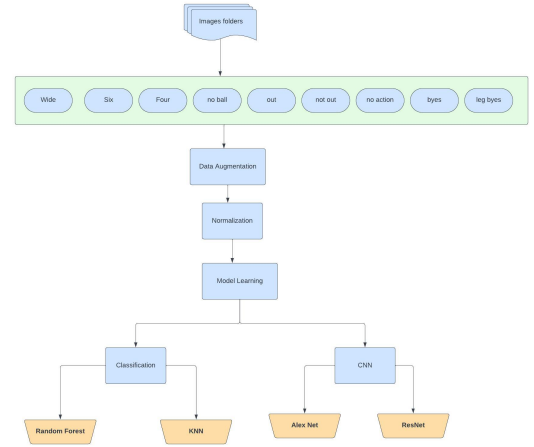 Images folders
Wide
Six
Four
no ball
out
not out
no action
byes
leg byes
Data Augmentation
Normalization
Model Learning
Classification
CNN
Random Forest
KNN
Alex Net
ResNet